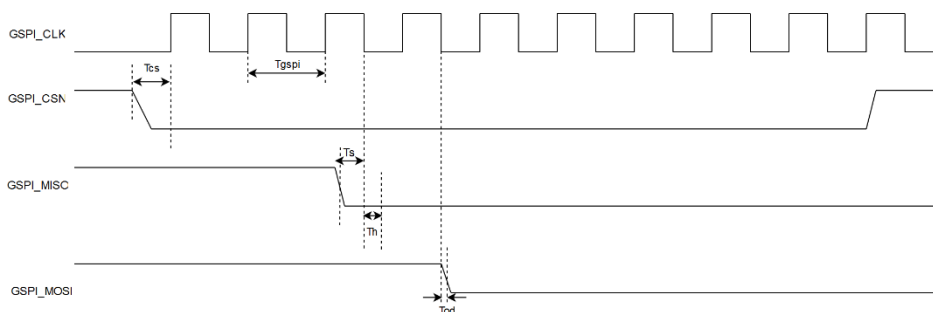 GSPI_CLK
Tcs
Tgspi
GSPI_CSN
Ts
GSPI_MISO
Th
GSPI_MOSI
Tod